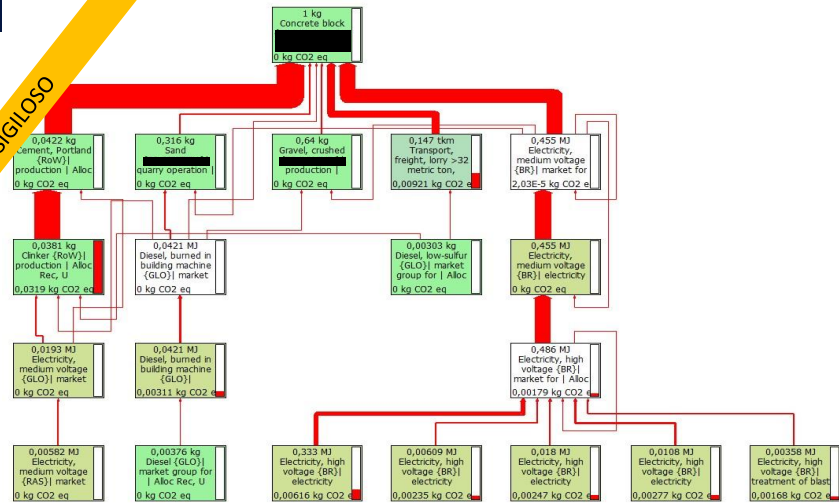 SIGILOSO
1 kg
Concrete block
0 kg CO2 eq
0,0422 kg
Cement, Portland
{RoW}|
production | Alloc
0 kg CO2 eq
0,316 kg
Sand
quarry operation |
0 kg CO2 eq
0,64 kg
Gravel, crushed
production |
0 kg CO2 eq
0,147 tkm
Transport,
freight, lorry >32
metric ton,
0,00921 kg CO2 e
0,455 MJ
Electricity,
medium voltage
{BR}| market for
2,03E-5 kg CO2 eq
0,0381 kg
Clinker {RoW}|
production | Alloc
Rec, U
0,0319 kg CO2 eq
0,0421 MJ
Diesel, burned in
building machine
{GLO}| market
0 kg CO2 eq
0,00303 kg
Diesel, low-sulfur
{GLO}| market
group for | Alloc
0 kg CO2 eq
0,455 MJ
Electricity,
medium voltage
{BR}| electricity
0 kg CO2 eq
0,0193 MJ
Electricity,
medium voltage
{GLO}| market
0 kg CO2 eq
0,0421 MJ
Diesel, burned in
building machine
{GLO}|
0,00311 kg CO2 e
0,486 MJ
Electricity, high
voltage {BR}|
market for | Alloc
0,00179 kg CO2 e
0,00582 MJ
Electricity,
medium voltage
{RAS}| market
0 kg CO2 eq
0,00376 kg
Diesel {GLO}|
market group for
| Alloc Rec, U
0 kg CO2 eq
0,333 MJ
Electricity, high
voltage {BR}|
electricity
0,00616 kg CO2 e
0,00609 MJ
Electricity, high
voltage {BR}|
electricity
0,00235 kg CO2 e
0,018 MJ
Electricity, high
voltage {BR}|
electricity
0,00247 kg CO2 e
0,0108 MJ
Electricity, high
voltage {BR}|
electricity
0,00277 kg CO2 e
0,00358 MJ
Electricity, high
voltage {BR}|
treatment of blast
0,00168 kg CO2 e